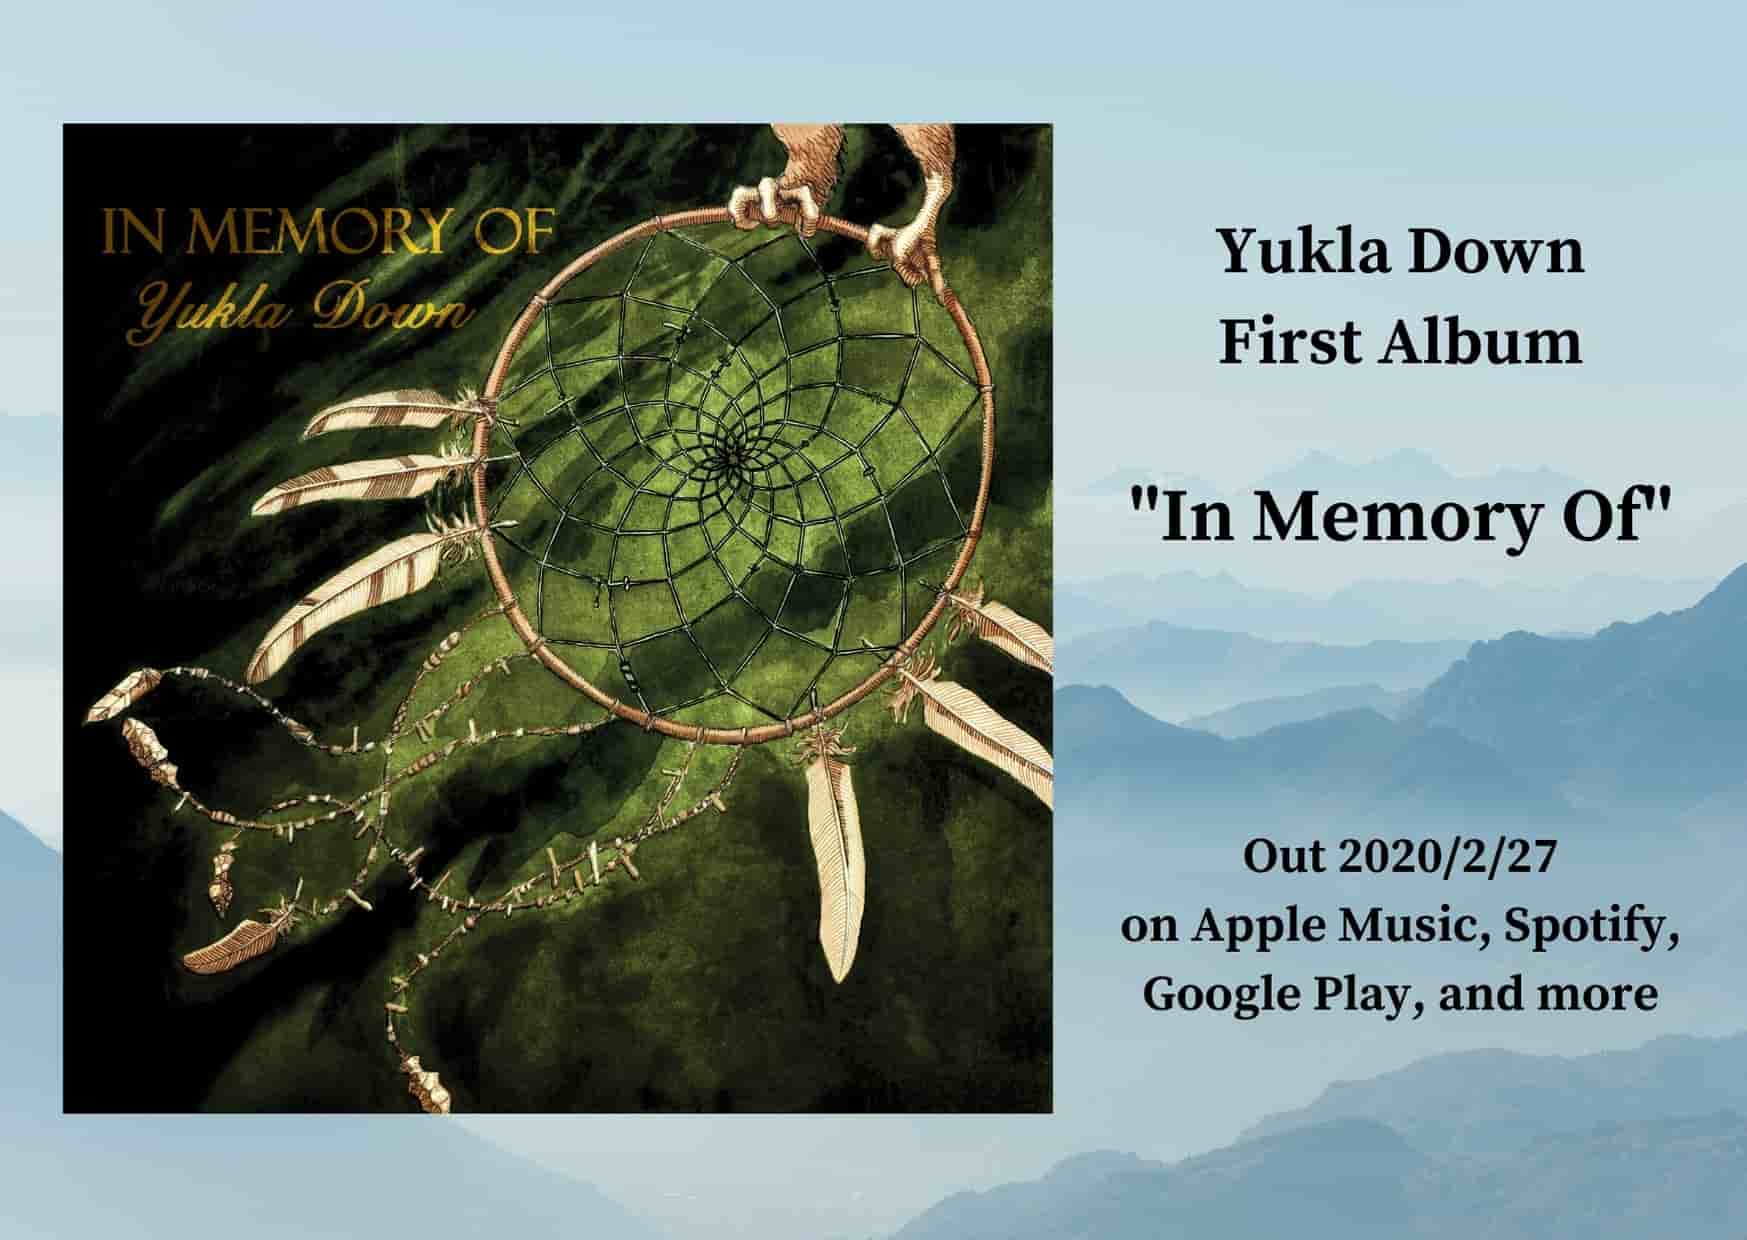 IN MEMORY OF
Yukla Down
Yukla Down
First Album
"In Memory Of"
Out 2020/2/27
on Apple Music, Spotify,
Google Play, and more